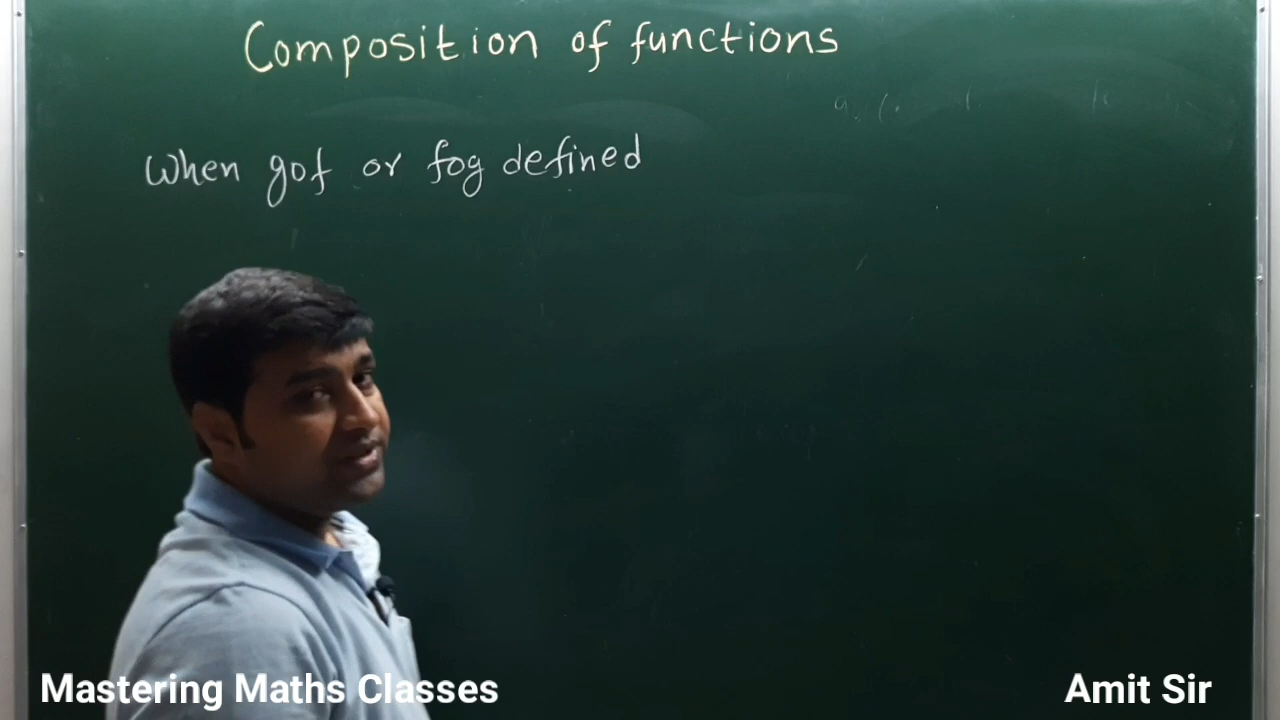 Composition of functions
When gof or fog defined
Mastering Maths Classes
Amit Sir